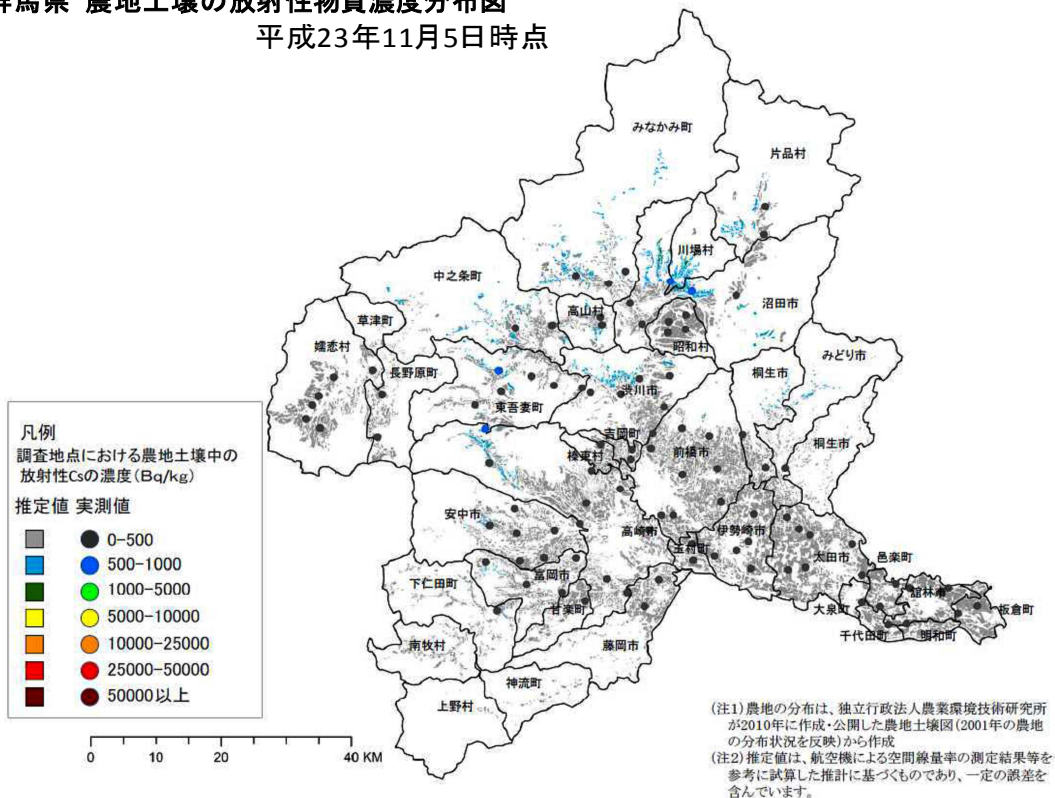 群馬県 農地土壌の放射性物質濃度分布図
平成23年11月5日時点
みなかみ町
片品村
川場村
中之条町
沼田市
高山村
草津町
昭和村
嬬恋村
みどり市
長野原町
桐生市
渋川市
東吾妻町
吉岡町
桐生市
榛東村
前橋市
安中市
高崎市
伊勢崎市
玉村町
太田市
邑楽町
下仁田町
富岡市
甘楽町
大泉町
館林市
板倉町
千代田町
明和町
南牧村
藤岡市
神流町
上野村
凡例
調査地点における農地土壌中の
放射性Csの濃度(Bq/kg)
推定値 実測値
0-500
500-1000
1000-5000
5000-10000
10000-25000
25000-50000
50000以上
0 10 20 40 KM
(注1)農地の分布は、独立行政法人農業環境技術研究所
が2010年に作成・公開した農地土壌図(2001年の農地
の分布状況を反映)から作成
(注2)推定値は、航空機による空間線量率の測定結果等を
参考に試算した推計に基づくものであり、一定の誤差を
含んでいます。